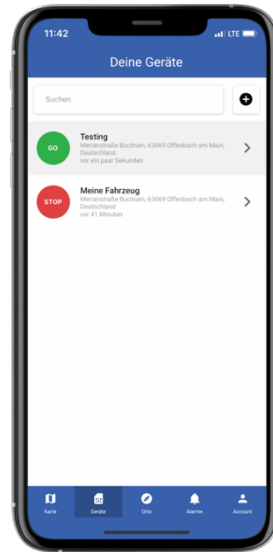 11:42
LTE
Deine Geräte
Suchen
GO
Testing
Merianstraße Buchrain, 63069 Offenbach am Main,
Deutschland
vor ein paar Sekunden
STOP
Meine Fahrzeug
Merianstraße Buchrain, 63069 Offenbach am Main,
Deutschland
vor 41 Minuten
Karte
Geräte
Orte
Alarme
Account